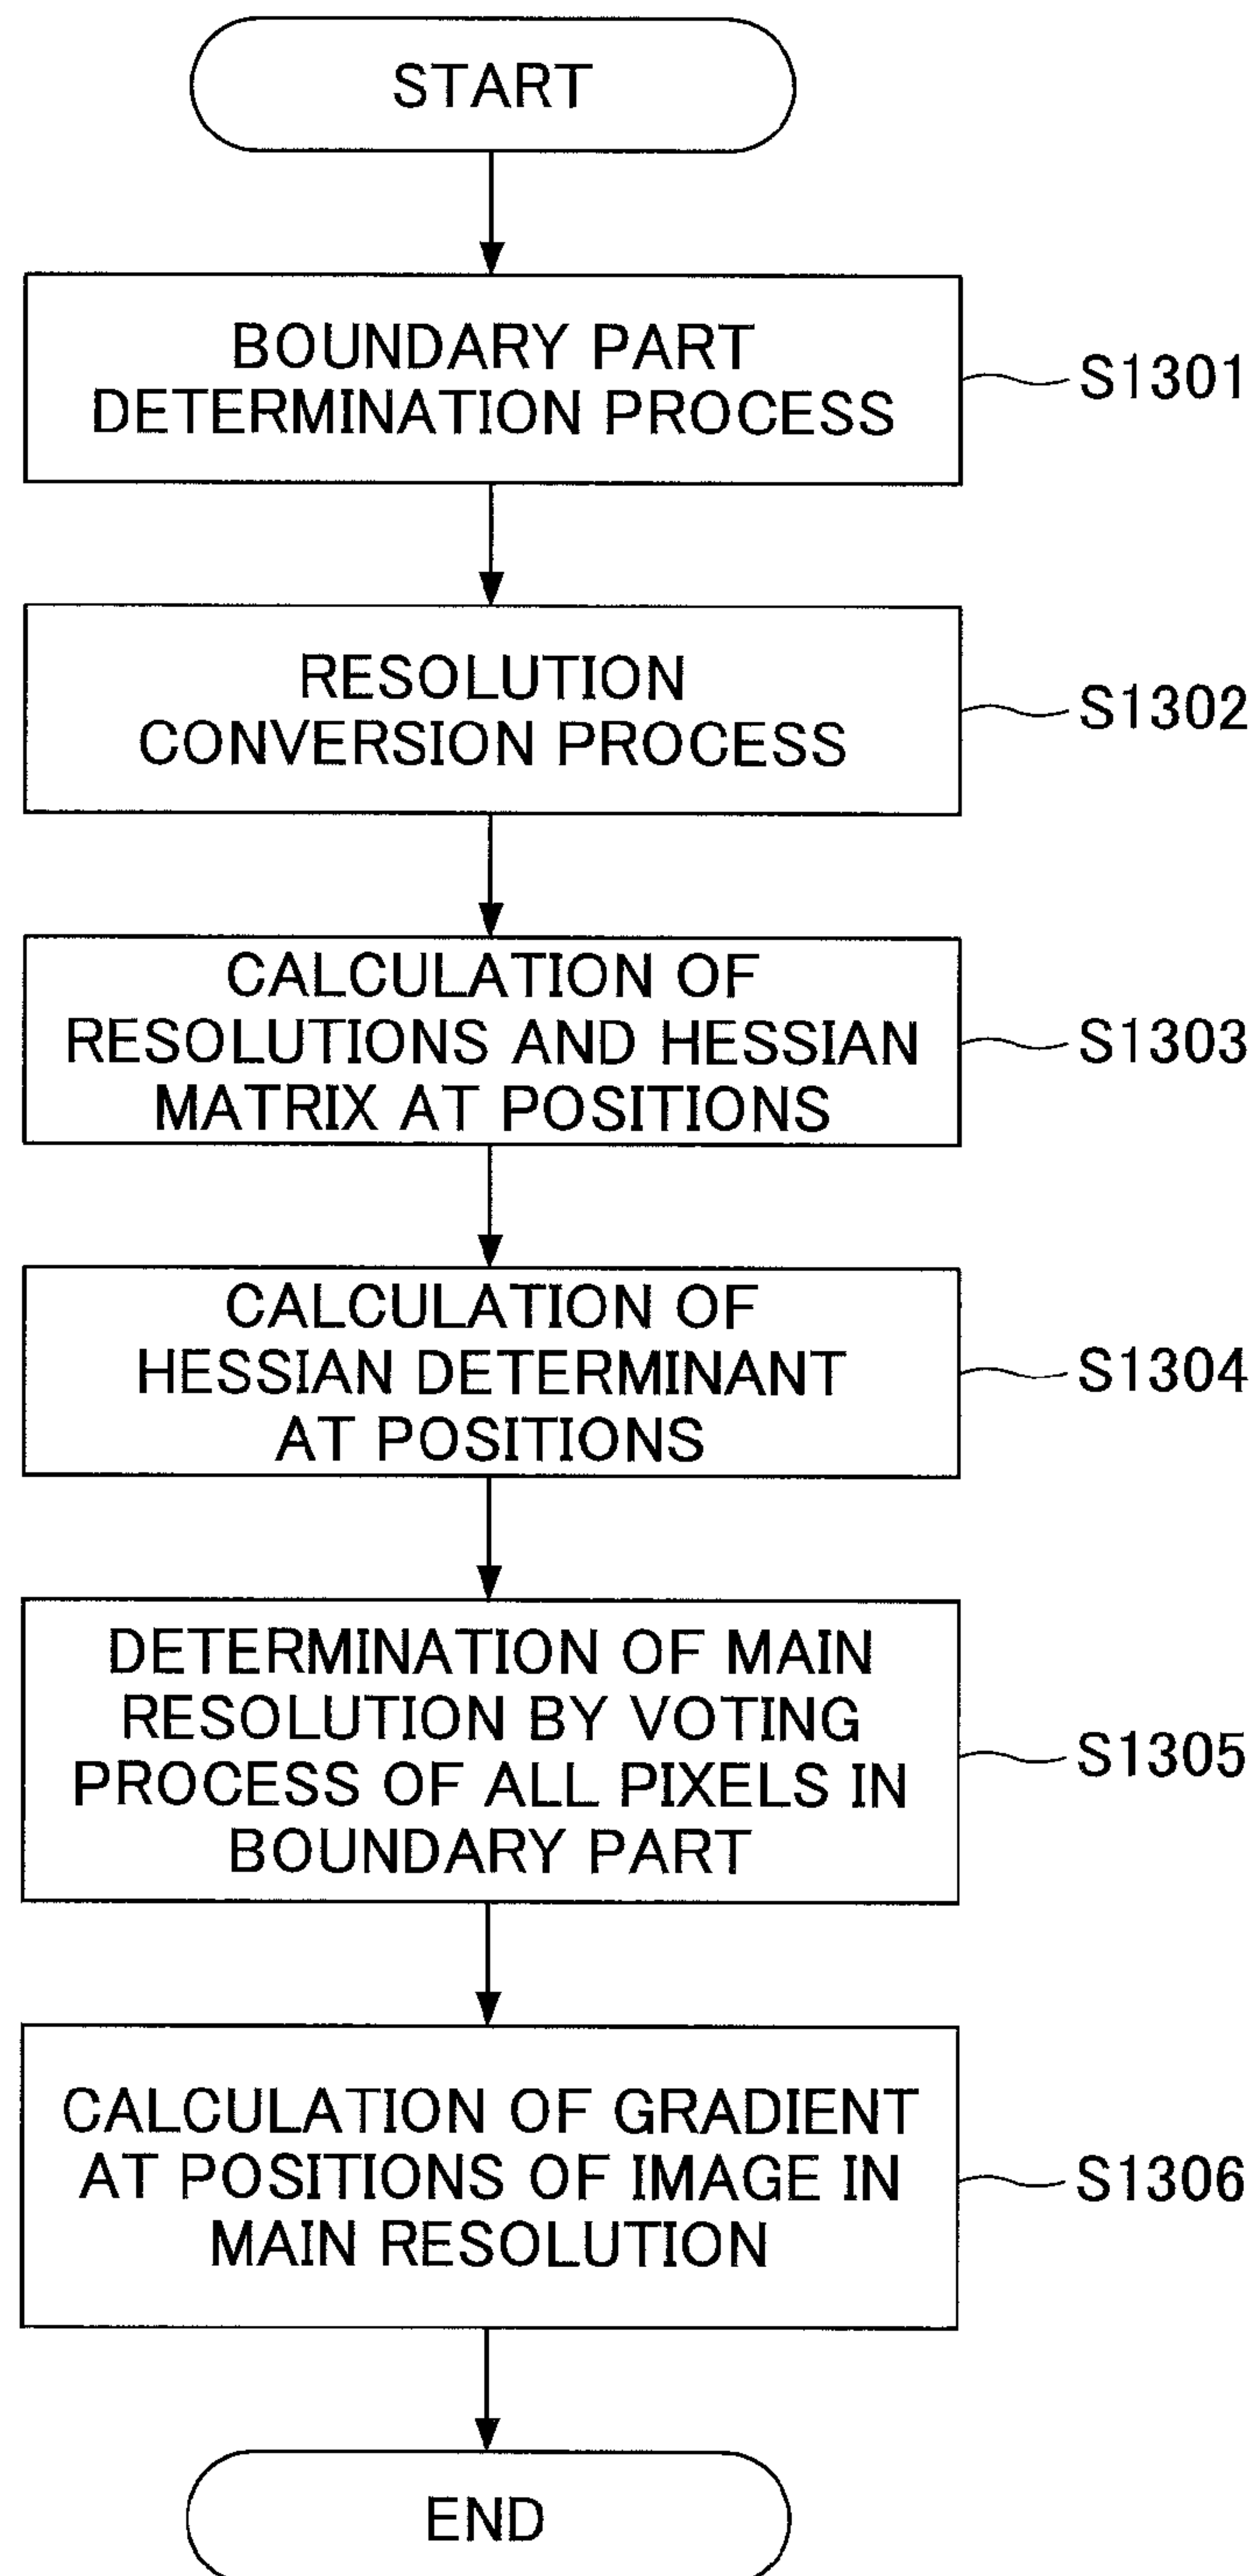 START
BOUNDARY PART
DETERMINATION PROCESS
S1301
RESOLUTION
CONVERSION PROCESS
S1302
CALCULATION OF
RESOLUTIONS AND HESSIAN
MATRIX AT POSITIONS
S1303
CALCULATION OF
HESSIAN DETERMINANT
AT POSITIONS
S1304
DETERMINATION OF MAIN
RESOLUTION BY VOTING
PROCESS OF ALL PIXELS IN
BOUNDARY PART
S1305
CALCULATION OF GRADIENT
AT POSITIONS OF IMAGE IN
MAIN RESOLUTION
S1306
END